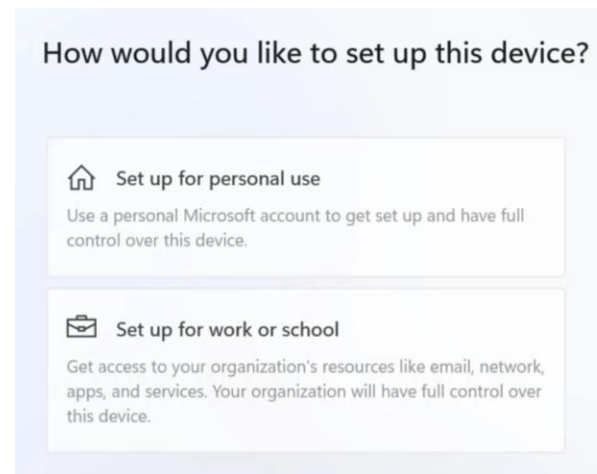 How would you like to set up this device?
Set up for personal use
Use a personal Microsoft account to get set up and have full
control over this device.
Set up for work or school
Get access to your organization's resources like email, network,
apps, and services. Your organization will have full control over
this device.